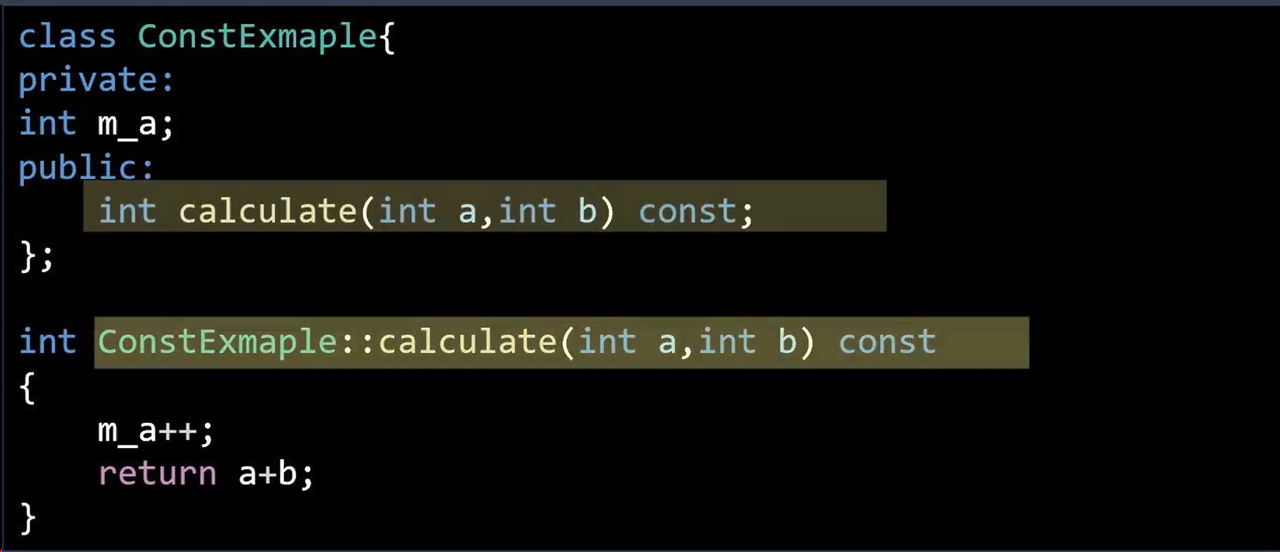 class ConstExmaple{
private:
int m_a;
public:
    int calculate(int a,int b) const;
};
int ConstExmaple::calculate(int a,int b) const
{
    m_a++;
    return a+b;
}